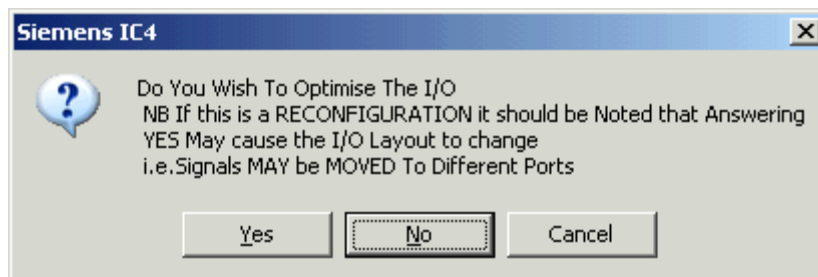 Siemens IC4
Do You Wish To Optimise The I/O
NB If this is a RECONFIGURATION it should be Noted that Answering
YES May cause the I/O Layout to change
i.e.Signals MAY be MOVED To Different Ports
Yes
No
Cancel